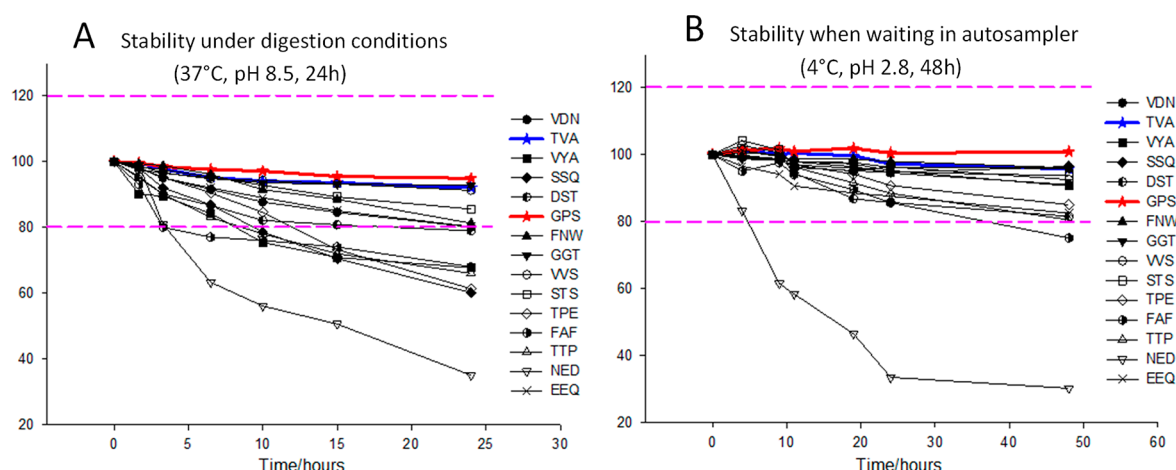 A
Stability under digestion conditions
(37°C, pH 8.5, 24h)
120
100
80
60
40
20
0
5
10
15
20
25
30
Time/hours
VDN
TVA
VYA
SSQ
DST
GPS
FNW
GGT
VVS
STS
TPE
FAF
TTP
NED
EEQ
B
Stability when waiting in autosampler
(4°C, pH 2.8, 48h)
120
100
80
60
40
20
0
10
20
30
40
50
60
Time/hours
VDN
TVA
VYA
SSQ
DST
GPS
FNW
GGT
VVS
STS
TPE
FAF
TTP
NED
EEQ